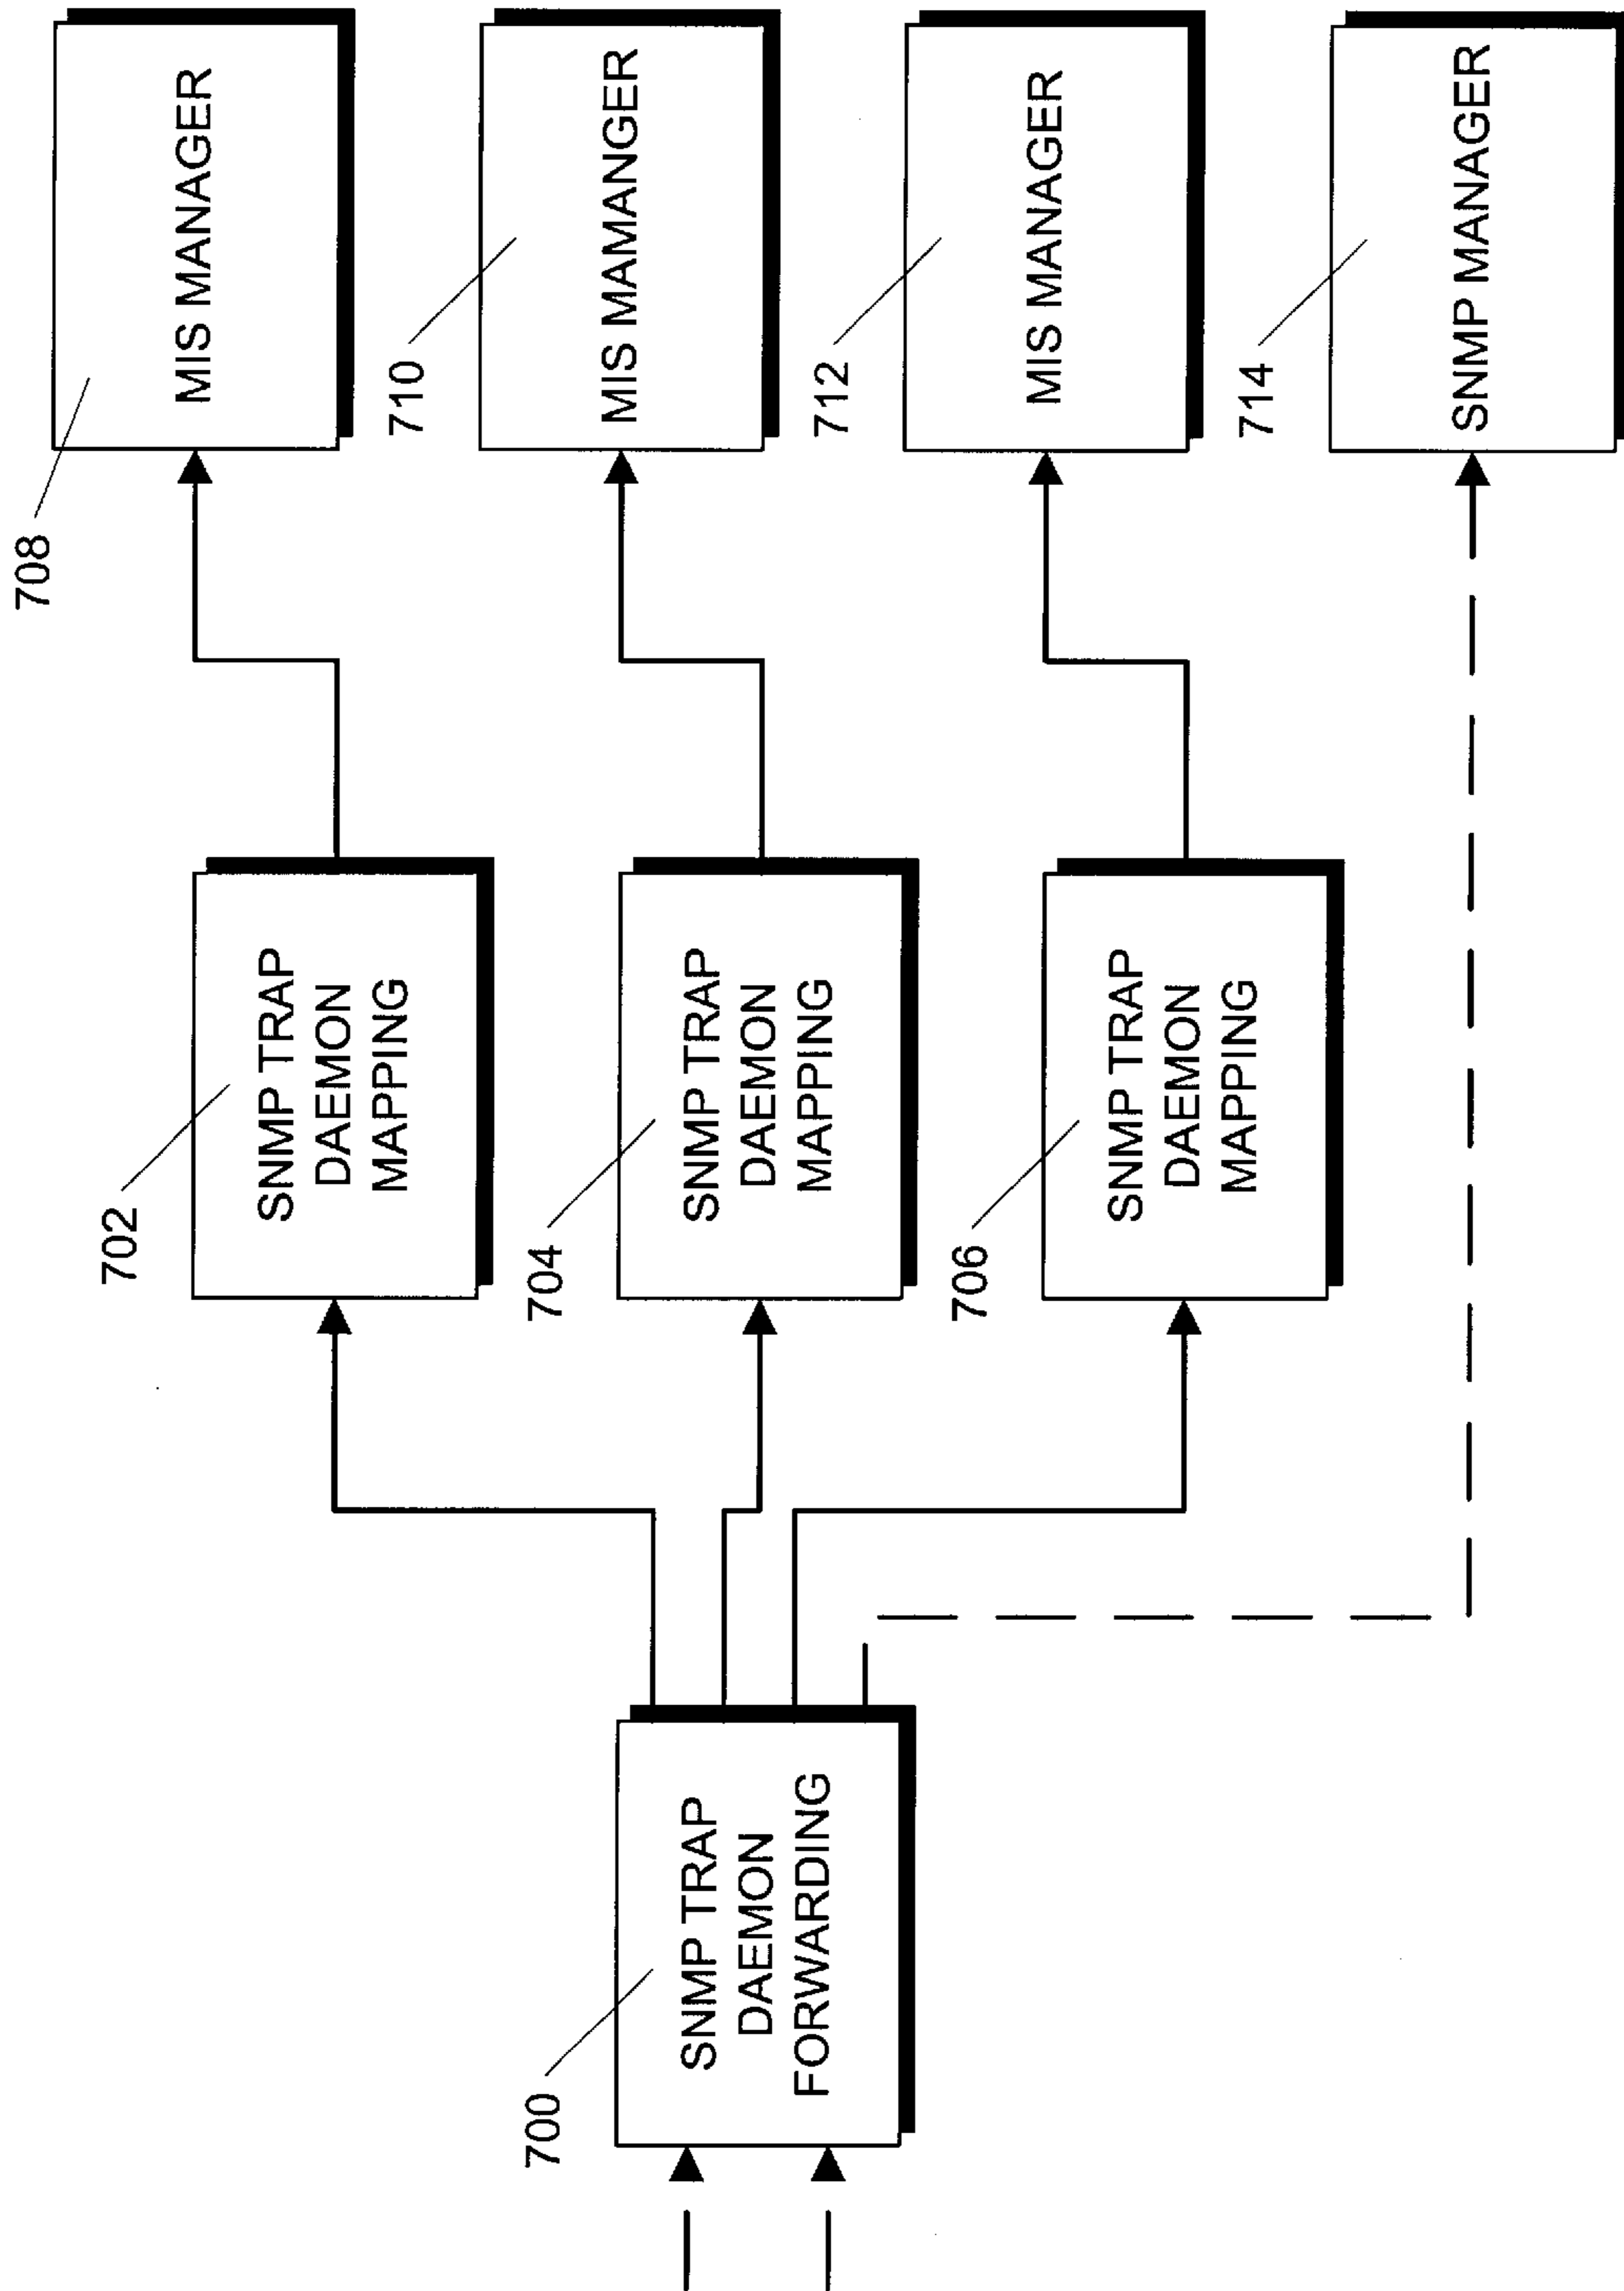 700
SNMP TRAP
DAEMON
FORWARDING
702
SNMP TRAP
DAEMON
MAPPING
704
SNMP TRAP
DAEMON
MAPPING
706
SNMP TRAP
DAEMON
MAPPING
708
MIS MANAGER
710
MIS MAMANGER
712
MIS MANAGER
714
SNMP MANAGER